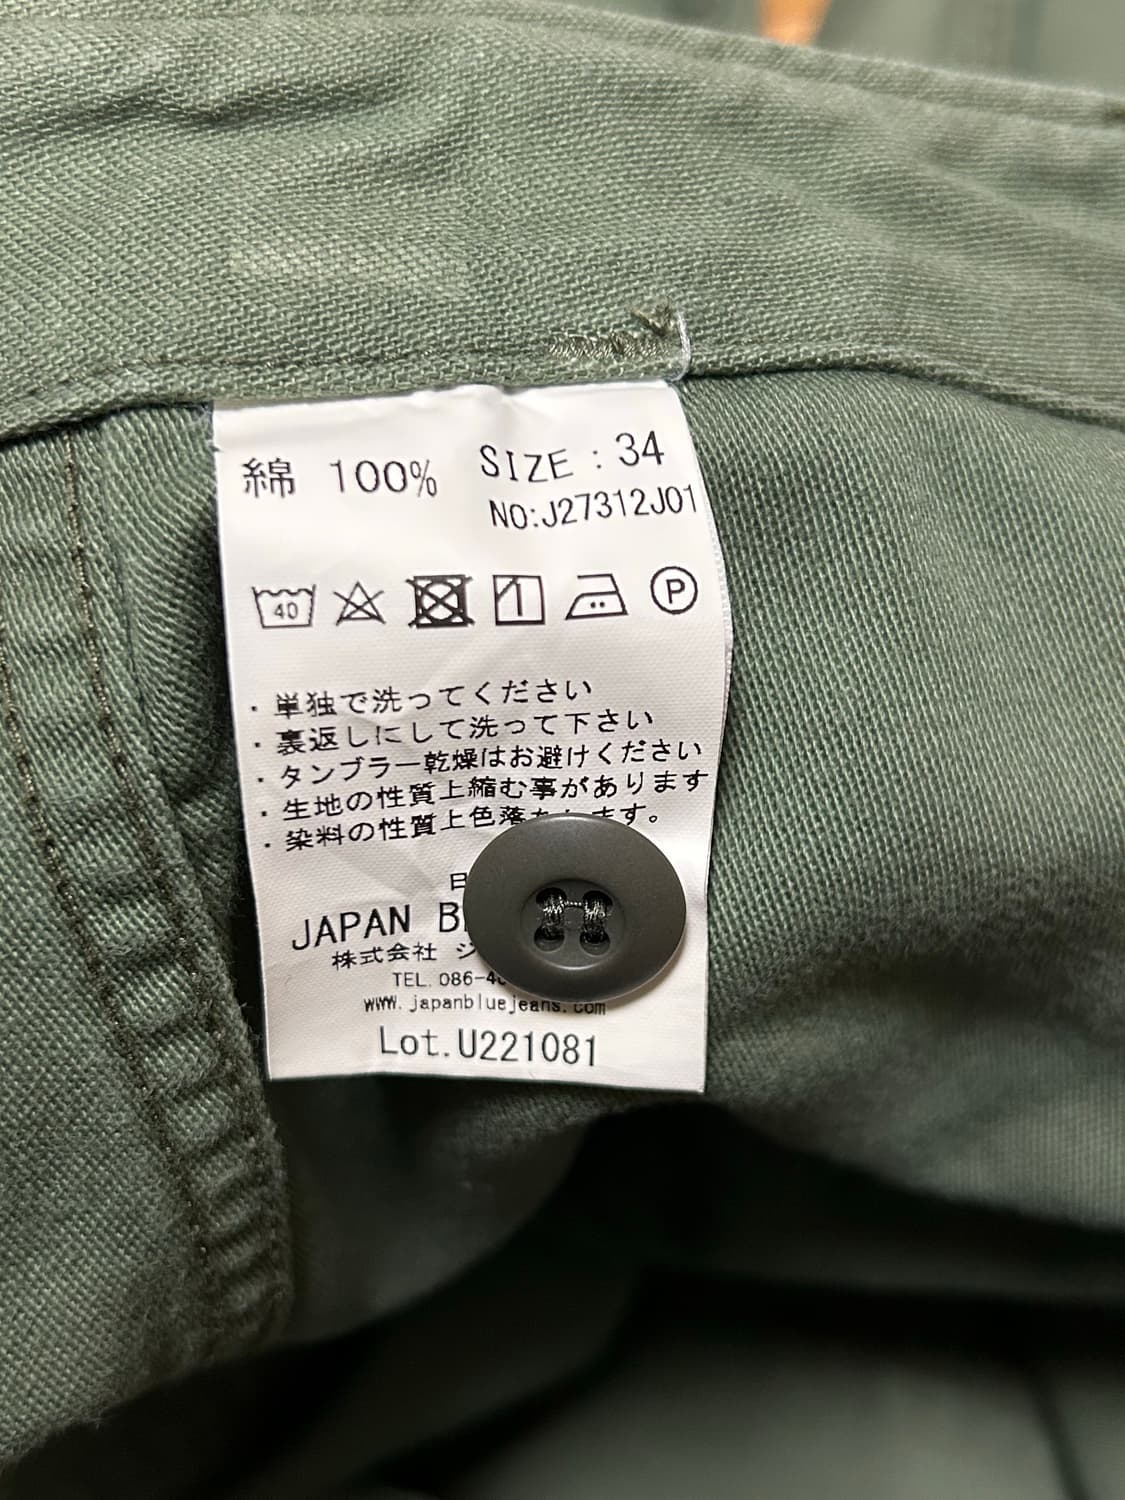 綿 100% SIZE:34
NO:J27312J01
40 1 P
・単独で洗ってください
・裏返しにして洗って下さい
・タンブラー乾燥はお避けください
・生地の性質上縮む事があります
・染料の性質上色落 ます。
JAPAN
株式会社
TEL. 086-4
www.japanbluejeans.com
Lot.U221081